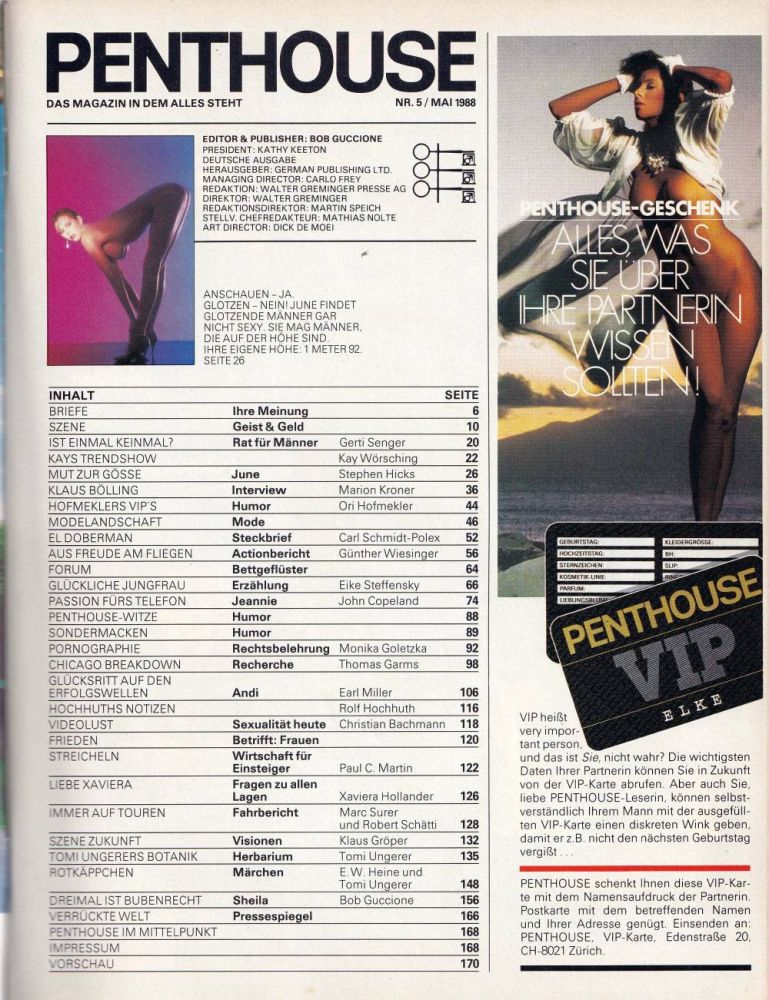 PENTHOUSE
DAS MAGAZIN IN DEM ALLES STEHT NR. 5 / MAI 1988
EDITOR & PUBLISHER: BOB GUCCIONE
PRESIDENT: KATHY KEETON
DEUTSCHE AUSGABE
HERAUSGEBER: GERMAN PUBLISHING LTD.
MANAGING DIRECTOR: CARLO FREY
REDAKTION: WALTER GREMINGER PRESSE AG
DIREKTOR: WALTER GREMINGER
REDAKTIONSDIREKTOR: MARTIN SPEICH
STELLV. CHEFREDAKTEUR: MATHIAS NOLTE
ART DIRECTOR: DICK DE MOEI
ANSCHAUEN – JA.
GLOTZEN – NEIN! JUNE FINDET
GLOTZENDE MÄNNER GAR
NICHT SEXY. SIE MAG MÄNNER,
DIE AUF DER HÖHE SIND.
IHRE EIGENE HÖHE: 1 METER 92.
SEITE 26
INHALT SEITE
BRIEFE Ihre Meinung 6
SZENE Geist & Geld 10
IST EINMAL KEINMAL? Rat für Männer Gerti Senger 20
KAYS TRENDSHOW Kay Wörsching 22
MUT ZUR GÖSSE June Stephen Hicks 26
KLAUS BÖLLING Interview Marion Kroner 36
HOFMEKLERS VIP'S Humor Ori Hofmekler 44
MODELANDSCHAFT Mode 46
EL DOBERMAN Steckbrief Carl Schmidt-Polex 52
AUS FREUDE AM FLIEGEN Actionbericht Günther Wiesinger 56
FORUM Bettgeflüster 64
GLÜCKLICHE JUNGFRAU Erzählung Eike Steffensky 66
PASSION FÜRS TELEFON Jeannie John Copeland 74
PENTHOUSE-WITZE Humor 88
SONDERMACKEN Humor 89
PORNOGRAPHIE Rechtsbelehrung Monika Goletzka 92
CHICAGO BREAKDOWN Recherche Thomas Garms 98
GLÜCKSRITT AUF DEN
ERFOLGSWELLEN Andi Earl Miller 106
HOCHHUTHS NOTIZEN Rolf Hochhuth 116
VIDEOLUST Sexualität heute Christian Bachmann 118
FRIEDEN Betrifft: Frauen 120
STREICHELN Wirtschaft für
Einsteiger Paul C. Martin 122
LIEBE XAVIERA Fragen zu allen
Lagen Xaviera Hollander 126
IMMER AUF TOUREN Fahrbericht Marc Surer
und Robert Schätti 128
SZENE ZUKUNFT Visionen Klaus Gröper 132
TOMI UNGERERS BOTANIK Herbarium Tomi Ungerer 135
ROTKÄPPCHEN Märchen E.W. Heine und
Tomi Ungerer 148
DREIMAL IST BUBENRECHT Sheila Bob Guccione 156
VERRÜCKTE WELT Pressespiegel 166
PENTHOUSE IM MITTELPUNKT 168
IMPRESSUM 168
VORSCHAU 170
PENTHOUSE-GESCHENK
ALLES, WAS
SIE ÜBER
IHRE PARTNERIN
WISSEN
SOLLTEN!
GEBURTSTAG: KLEIDERGRÖSSE:
HOCHZEITSTAG: BH:
STERNZEICHEN: SLIP:
KOSMETIK-LINIE:
PARFUM:
PENTHOUSE
VIP
ELKE
VIP heißt
very impor-
tant person,
und das ist Sie, nicht wahr? Die wichtigsten
Daten Ihrer Partnerin können Sie in Zukunft
von der VIP-Karte abrufen. Aber auch Sie,
liebe PENTHOUSE-Leserin, können selbst-
verständlich Ihrem Mann mit der ausgefüll-
ten VIP-Karte einen diskreten Wink geben,
damit er z.B. nicht den nächsten Geburtstag
vergißt . . .
PENTHOUSE schenkt Ihnen diese VIP-Kar-
te mit dem Namensaufdruck der Partnerin.
Postkarte mit dem betreffenden Namen
und Ihrer Adresse genügt. Einsenden an:
PENTHOUSE, VIP-Karte, Edenstraße 20,
CH-8021 Zürich.